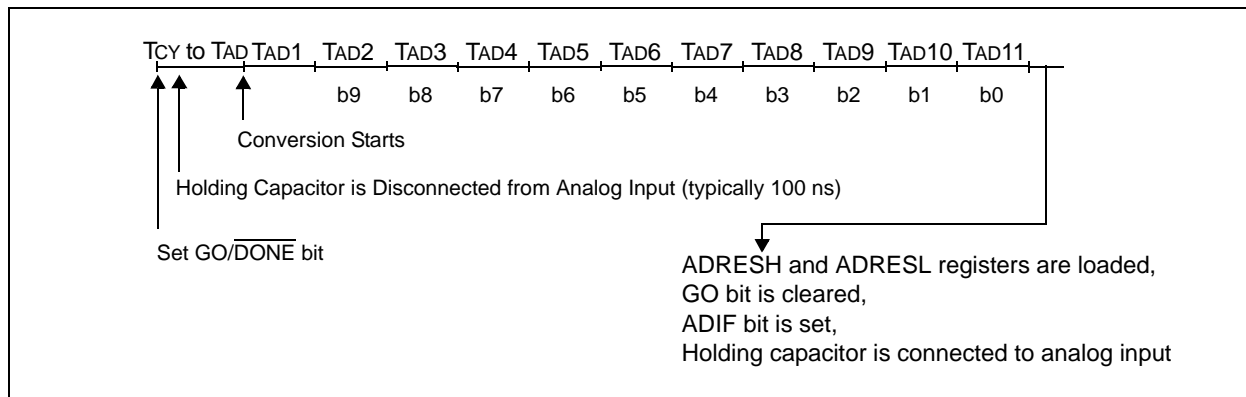 TCY to TAD TAD1 TAD2 TAD3 TAD4 TAD5 TAD6 TAD7 TAD8 TAD9 TAD10 TAD11
b9 b8 b7 b6 b5 b4 b3 b2 b1 b0
Conversion Starts
Holding Capacitor is Disconnected from Analog Input (typically 100 ns)
Set GO/DONE bit
ADRESH and ADRESL registers are loaded,
GO bit is cleared,
ADIF bit is set,
Holding capacitor is connected to analog input